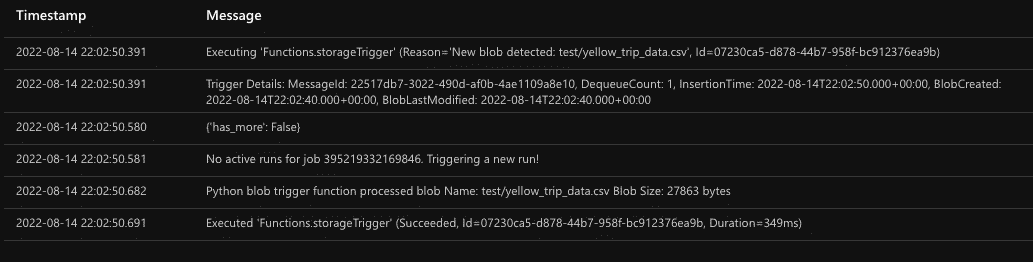 Timestamp Message
2022-08-14 22:02:50.391 Executing 'Functions.storageTrigger' (Reason='New blob detected: test/yellow_trip_data.csv', Id=07230ca5-d878-44b7-958f-bc912376ea9b)
2022-08-14 22:02:50.391 Trigger Details: MessageId: 22517db7-3022-490d-af0b-4ae1109a8e10, DequeueCount: 1, InsertionTime: 2022-08-14T22:02:50.000+00:00, BlobCreated:
2022-08-14T22:02:40.000+00:00, BlobLastModified: 2022-08-14T22:02:40.000+00:00
2022-08-14 22:02:50.580 {'has_more': False}
2022-08-14 22:02:50.581 No active runs for job 395219332169846. Triggering a new run!
2022-08-14 22:02:50.682 Python blob trigger function processed blob Name: test/yellow_trip_data.csv Blob Size: 27863 bytes
2022-08-14 22:02:50.691 Executed 'Functions.storageTrigger' (Succeeded, Id=07230ca5-d878-44b7-958f-bc912376ea9b, Duration=349ms)